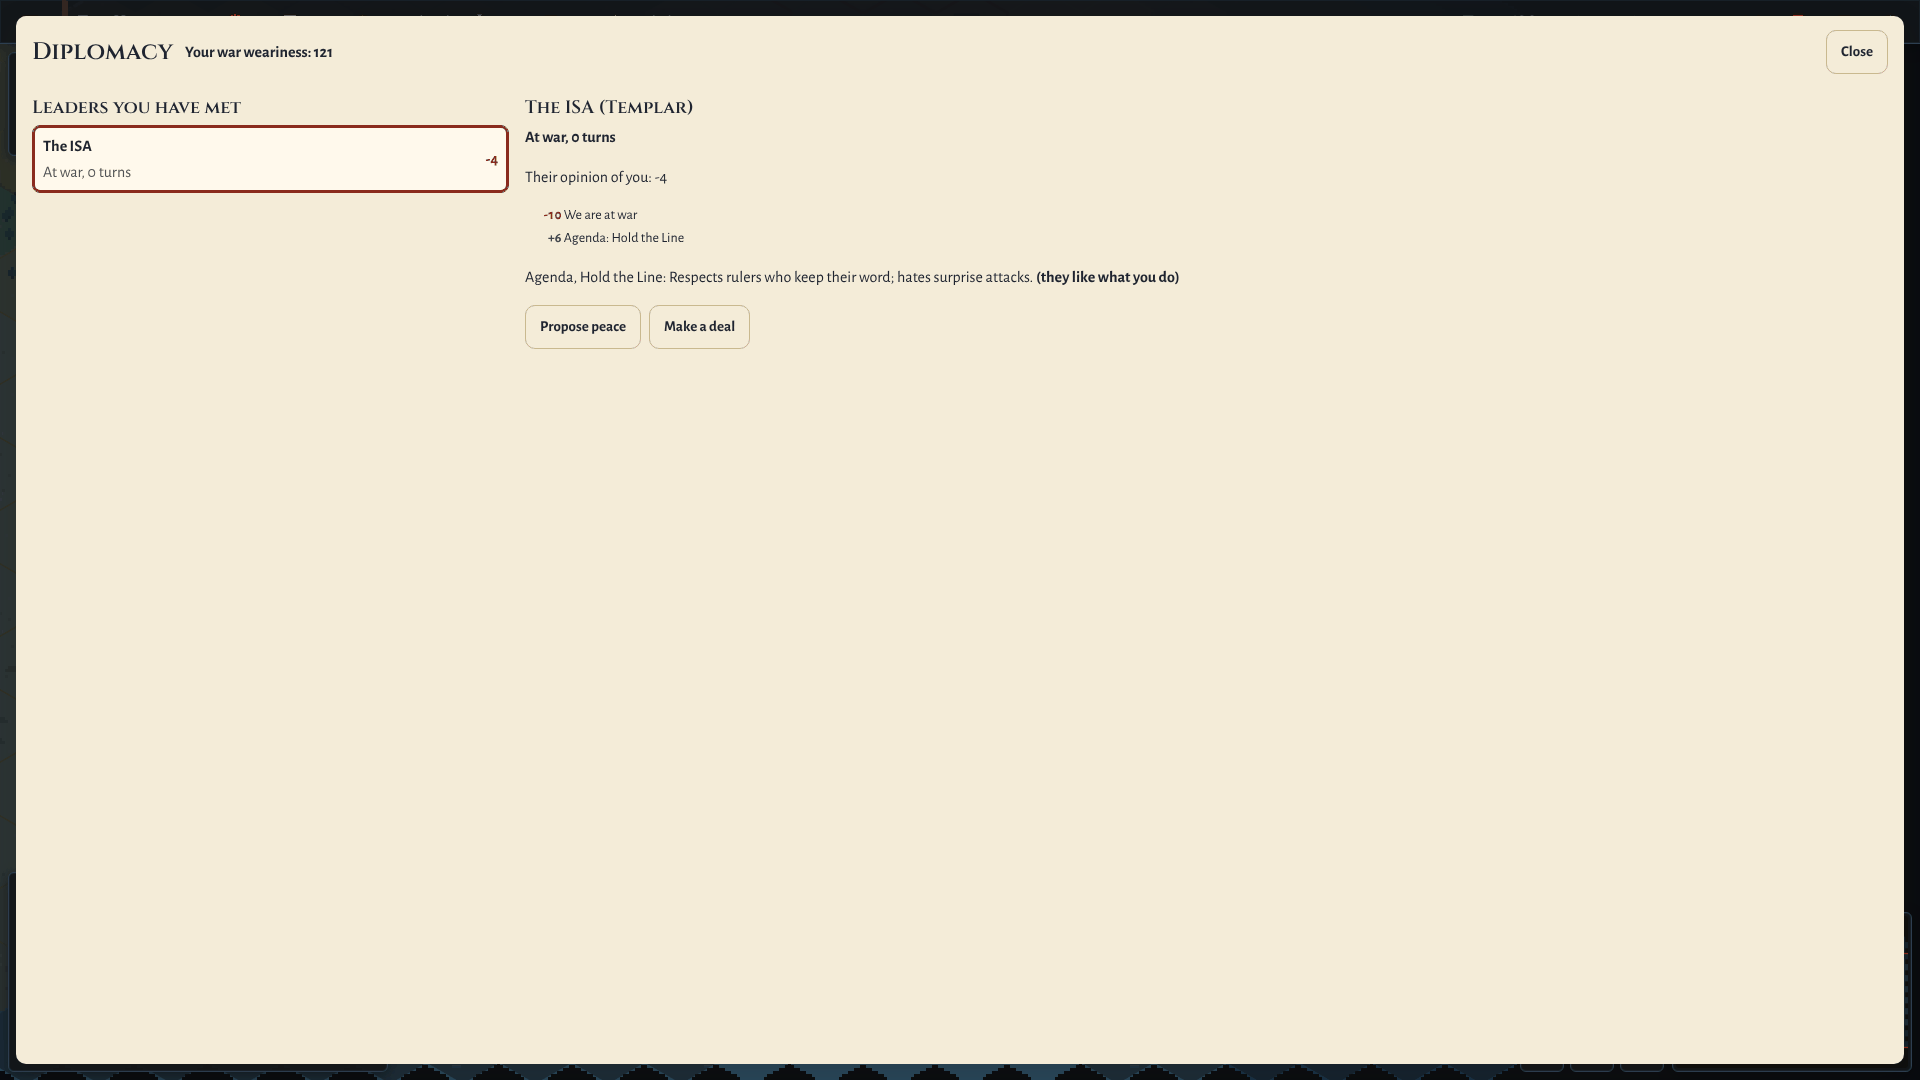 Diplomacy Your war weariness: 121
Close
Leaders you have met
The ISA
At war, 0 turns
-4
The ISA (Templar)
At war, 0 turns
Their opinion of you: -4
-10 We are at war
+6 Agenda: Hold the Line
Agenda, Hold the Line: Respects rulers who keep their word; hates surprise attacks. (they like what you do)
Propose peace
Make a deal